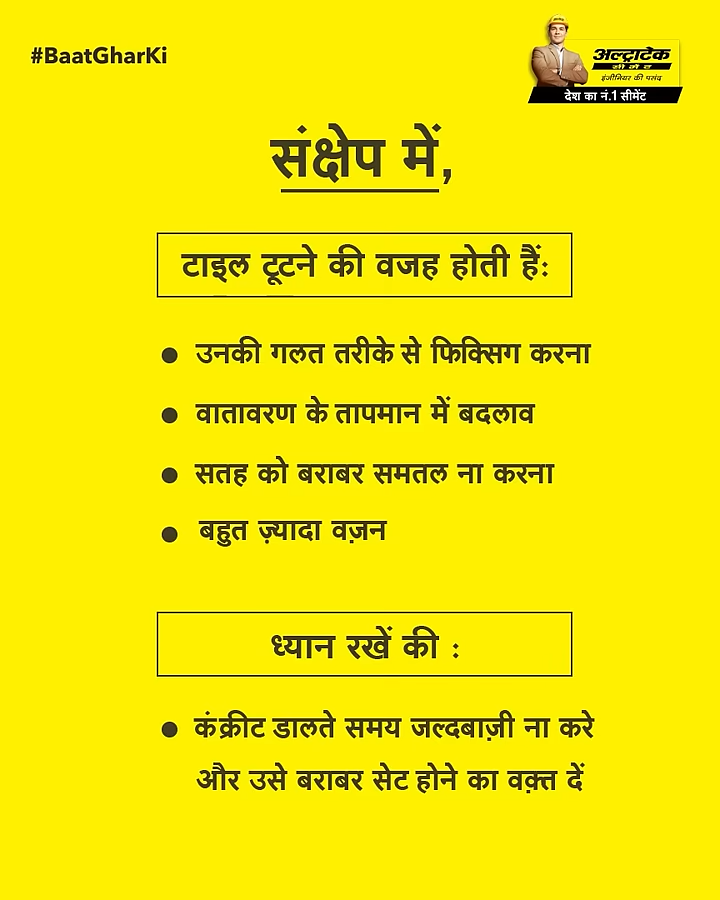 #BaatGharKi
अल्ट्राटेक
सीमेंट
इंजीनियर की पसंद
देश का नं.1 सीमेंट
संक्षेप में,
टाइल टूटने की वजह होती हैंः
● उनकी गलत तरीके से फिक्सिग करना
● वातावरण के तापमान में बदलाव
● सतह को बराबर समतल ना करना
● बहुत ज़्यादा वज़न
ध्यान रखें की :
● कंक्रीट डालते समय जल्दबाज़ी ना करे
और उसे बराबर सेट होने का वक़्त दें